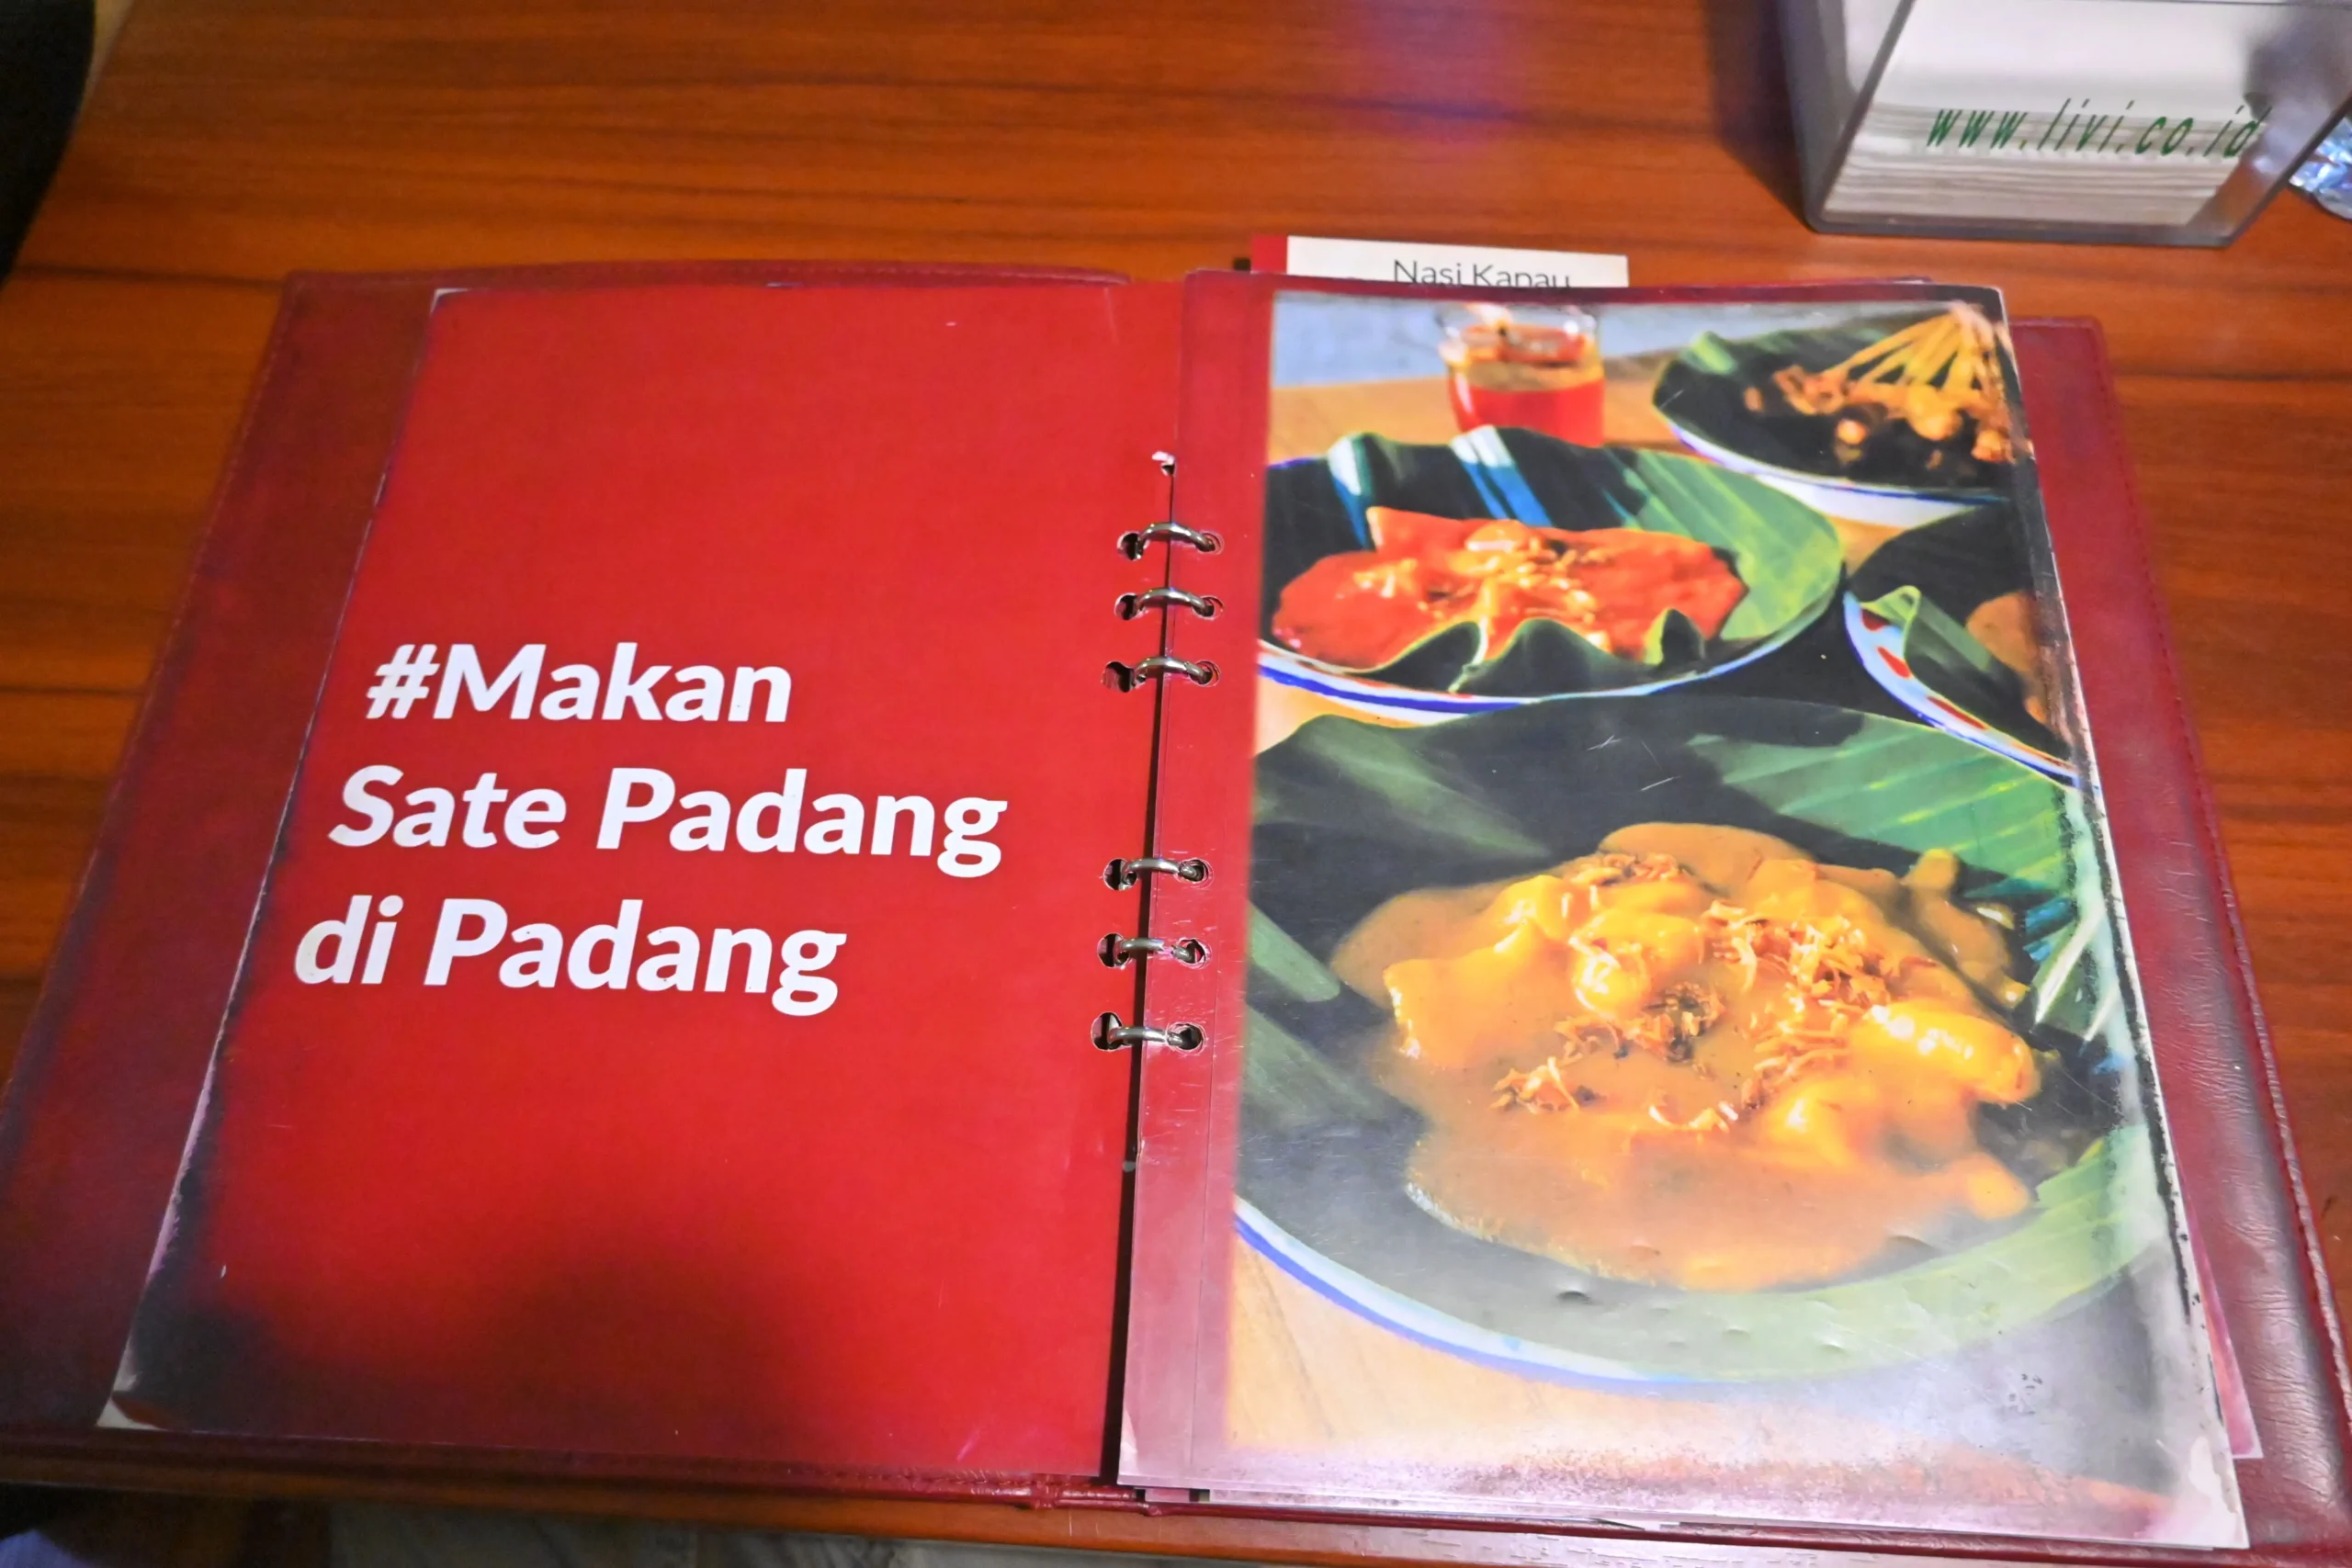 www.livi.co.id
Nasi Kapau
#Makan
Sate Padang
di Padang